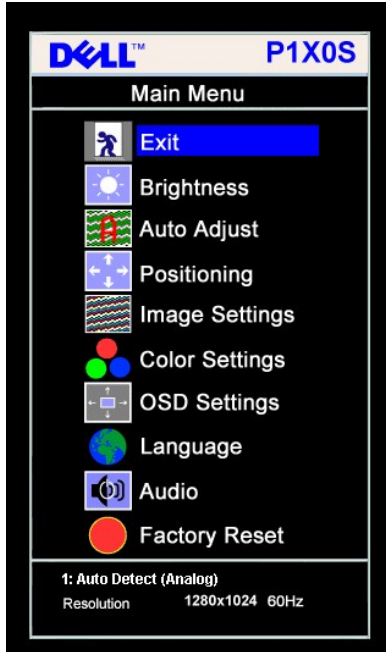 DELL™ P1X0S
Main Menu
Exit
Brightness
Auto Adjust
Positioning
Image Settings
Color Settings
OSD Settings
Language
Audio
Factory Reset
1: Auto Detect (Analog)
Resolution 1280x1024 60Hz